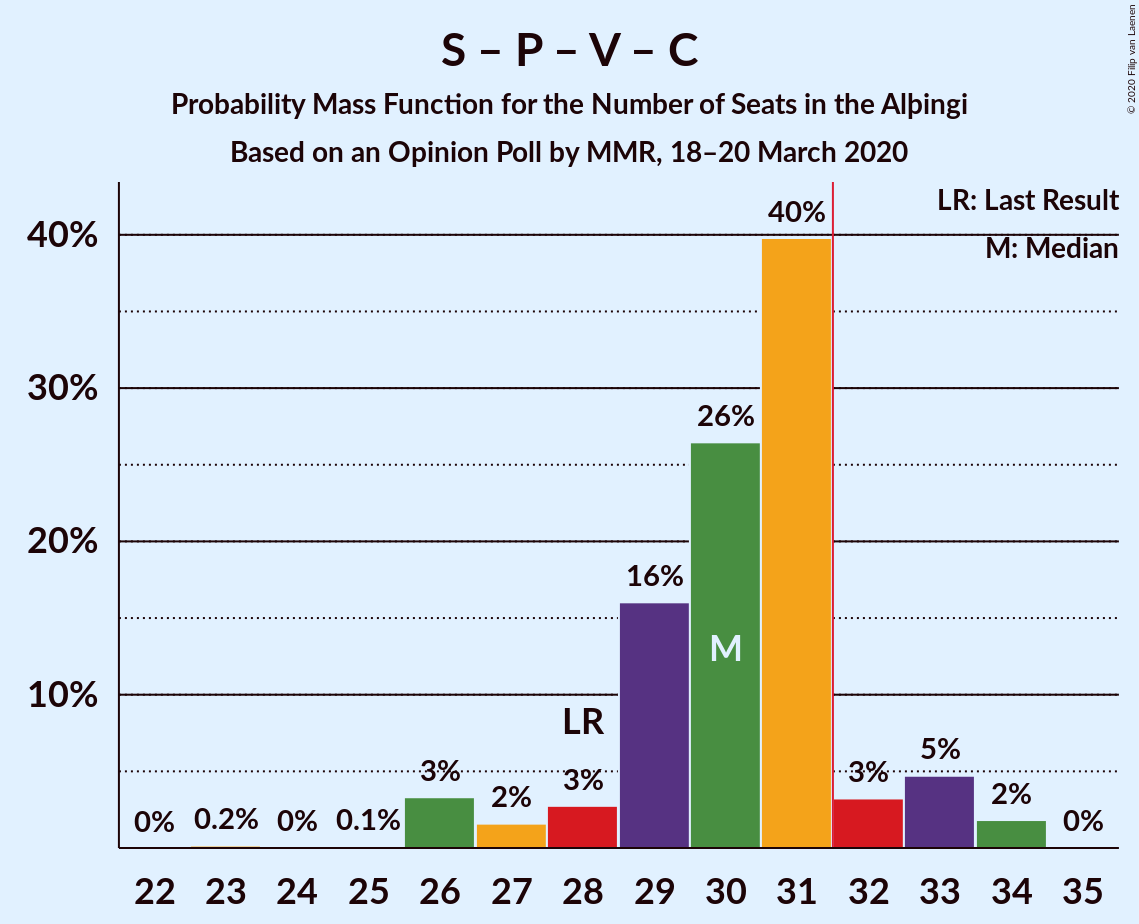 S – P – V – C
Probability Mass Function for the Number of Seats in the Alþingi
Based on an Opinion Poll by MMR, 18–20 March 2020
© 2020 Filip van Laenen
LR: Last Result
M: Median
40%
30%
20%
10%
0%
0.2%
0%
0.1%
3%
2%
3%
LR
16%
26%
M
40%
3%
5%
2%
0%
22 23 24 25 26 27 28 29 30 31 32 33 34 35